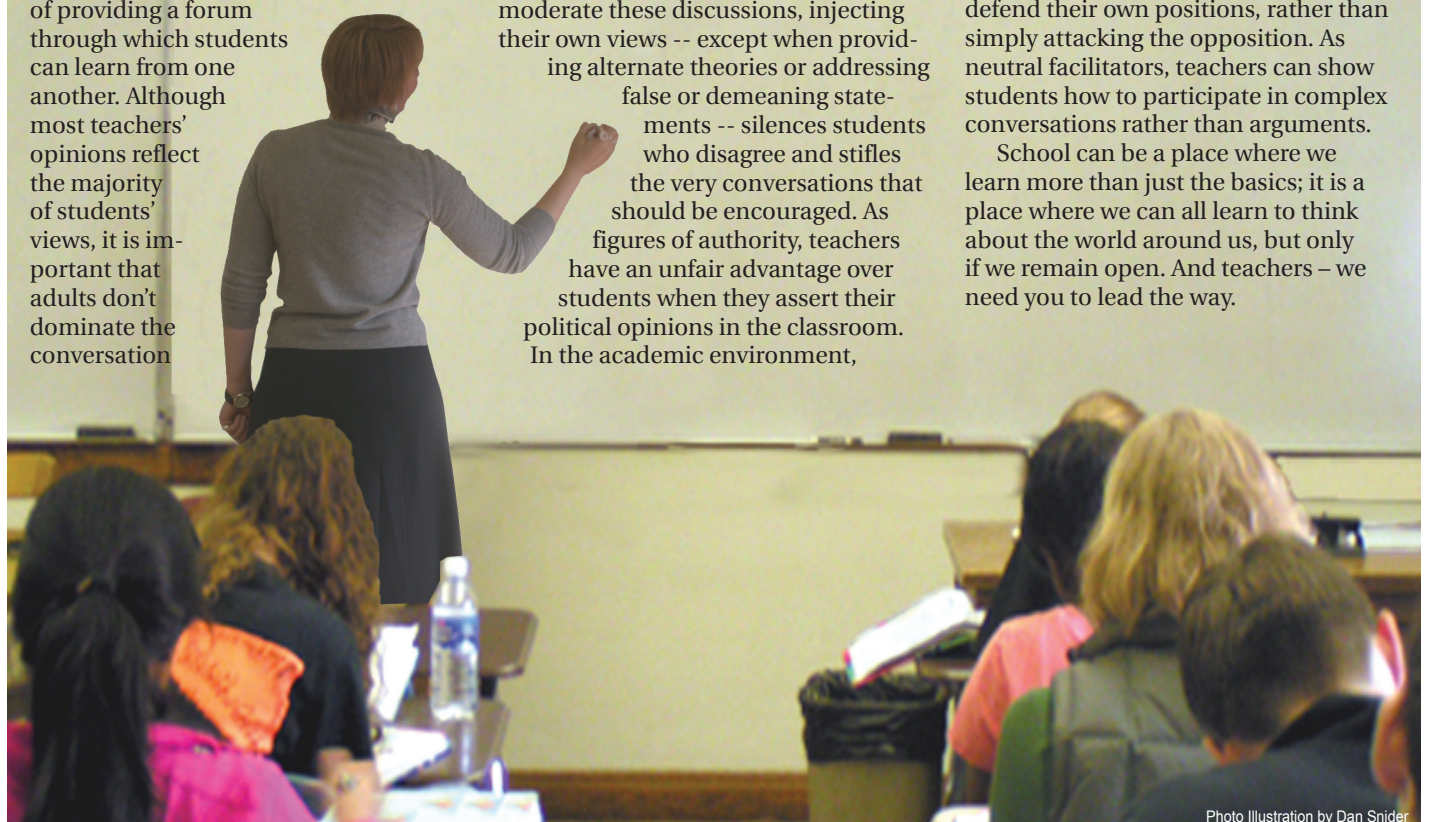 of providing a forum
through which students
can learn from one
another. Although
most teachers'
opinions reflect
the majority
of students'
views, it is im-
portant that
adults don't
dominate the
conversation
moderate these discussions, injecting
their own views -- except when provid-
ing alternate theories or addressing
false or demeaning state-
ments -- silences students
who disagree and stifles
the very conversations that
should be encouraged. As
figures of authority, teachers
have an unfair advantage over
students when they assert their
political opinions in the classroom.
In the academic environment,
defend their own positions, rather than
simply attacking the opposition. As
neutral facilitators, teachers can show
students how to participate in complex
conversations rather than arguments.
School can be a place where we
learn more than just the basics; it is a
place where we can all learn to think
about the world around us, but only
if we remain open. And teachers – we
need you to lead the way.
Photo Illustration by Dan Snider